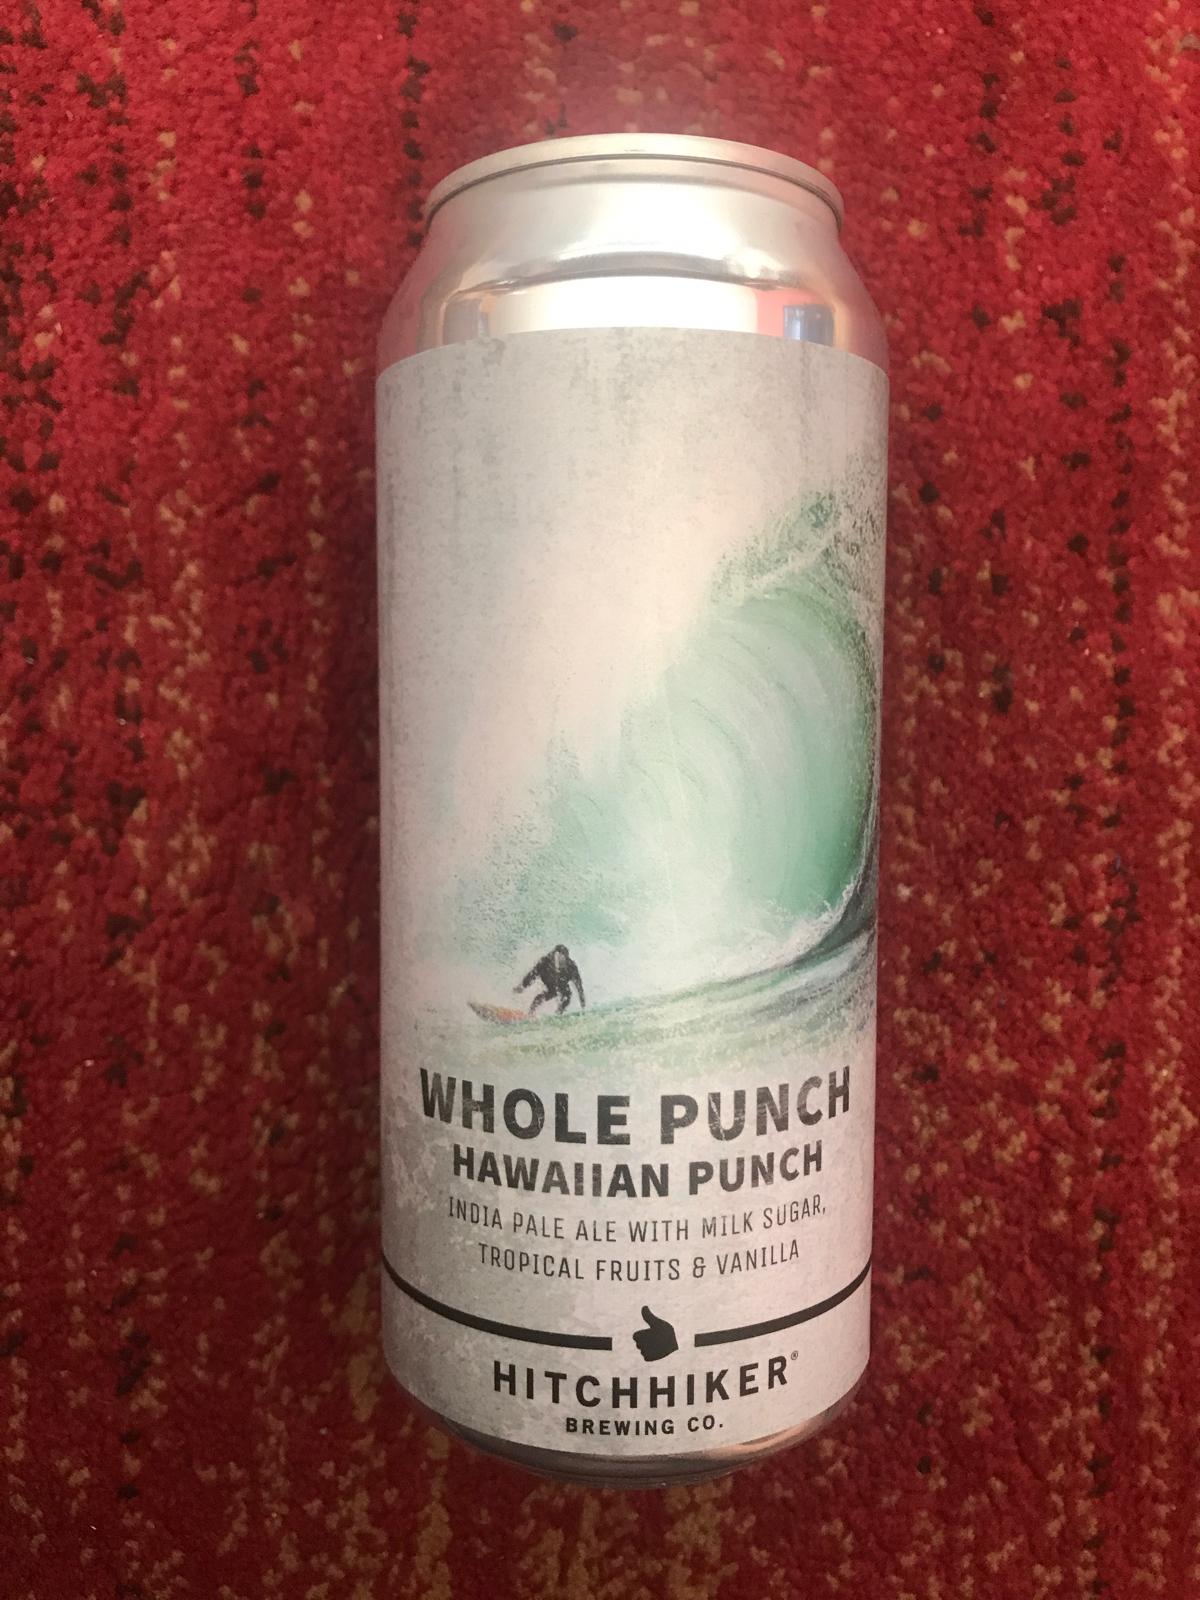 WHOLE PUNCH
HAWAIIAN PUNCH
INDIA PALE ALE WITH MILK SUGAR,
TROPICAL FRUITS & VANILLA
HITCHHIKER®
BREWING CO.